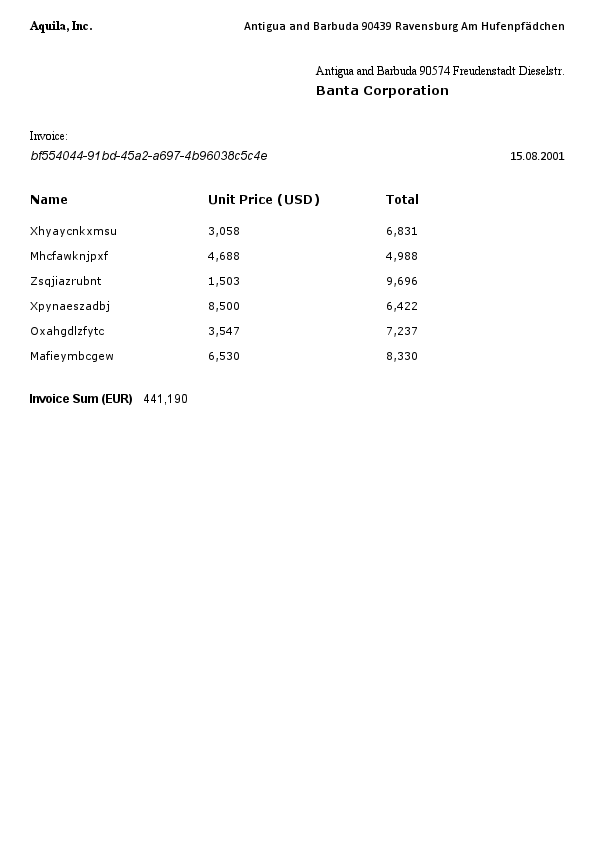 Aquila, Inc. Antigua and Barbuda 90439 Ravensburg Am Hufenpfädchen
Antigua and Barbuda 90574 Freudenstadt Dieselstr.
Banta Corporation
Invoice:
bf554044-91bd-45a2-a697-4b96038c5c4e 15.08.2001
Name Unit Price (USD) Total
Xhyaycnkxmsu 3,058 6,831
Mhcfawknjpxf 4,688 4,988
Zsqjiazrubnt 1,503 9,696
Xpynaeszadbj 8,500 6,422
Oxahgdlzfytc 3,547 7,237
Mafieymbcgew 6,530 8,330
Invoice Sum (EUR) 441,190